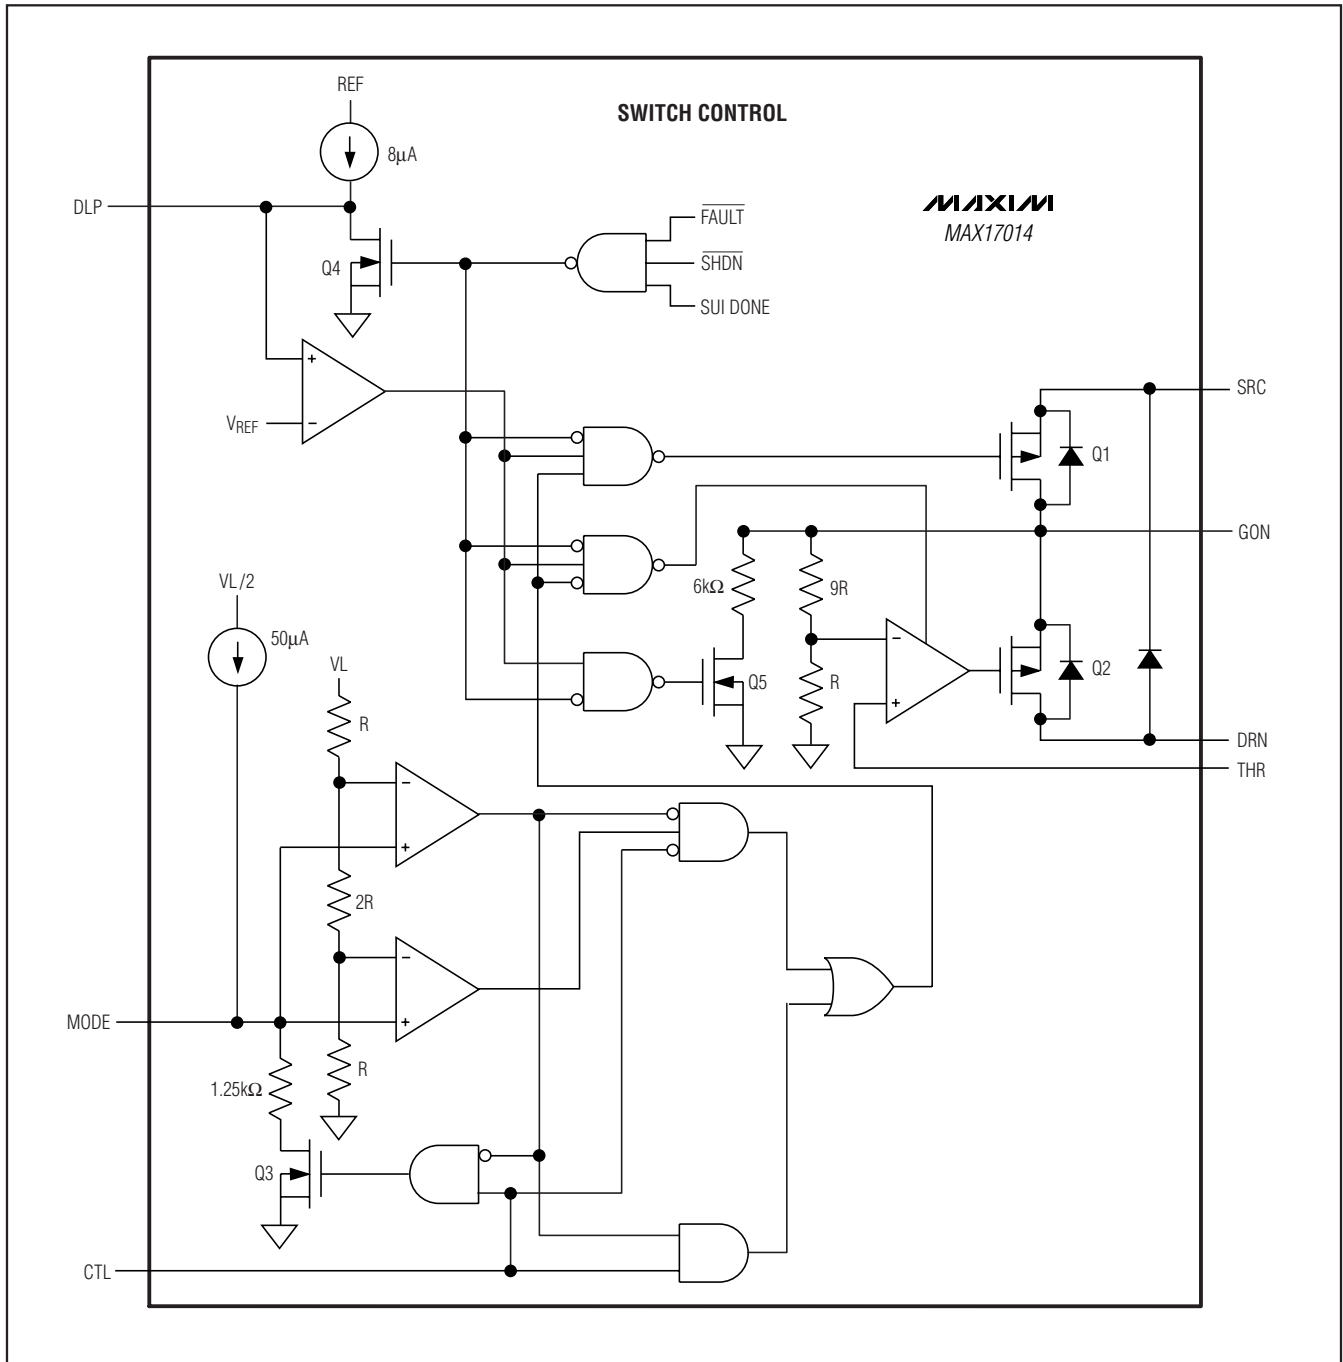 REF
SWITCH CONTROL
8μA
MAXIM
MAX17014
DLP
FAULT
SHDN
SUI DONE
Q4
+
VREF
−
SRC
Q1
GON
VL/2
50μA
6kΩ
9R
VL
−
Q5
R
+
Q2
R
DRN
THR
−
+
2R
−
MODE
+
R
1.25kΩ
Q3
CTL